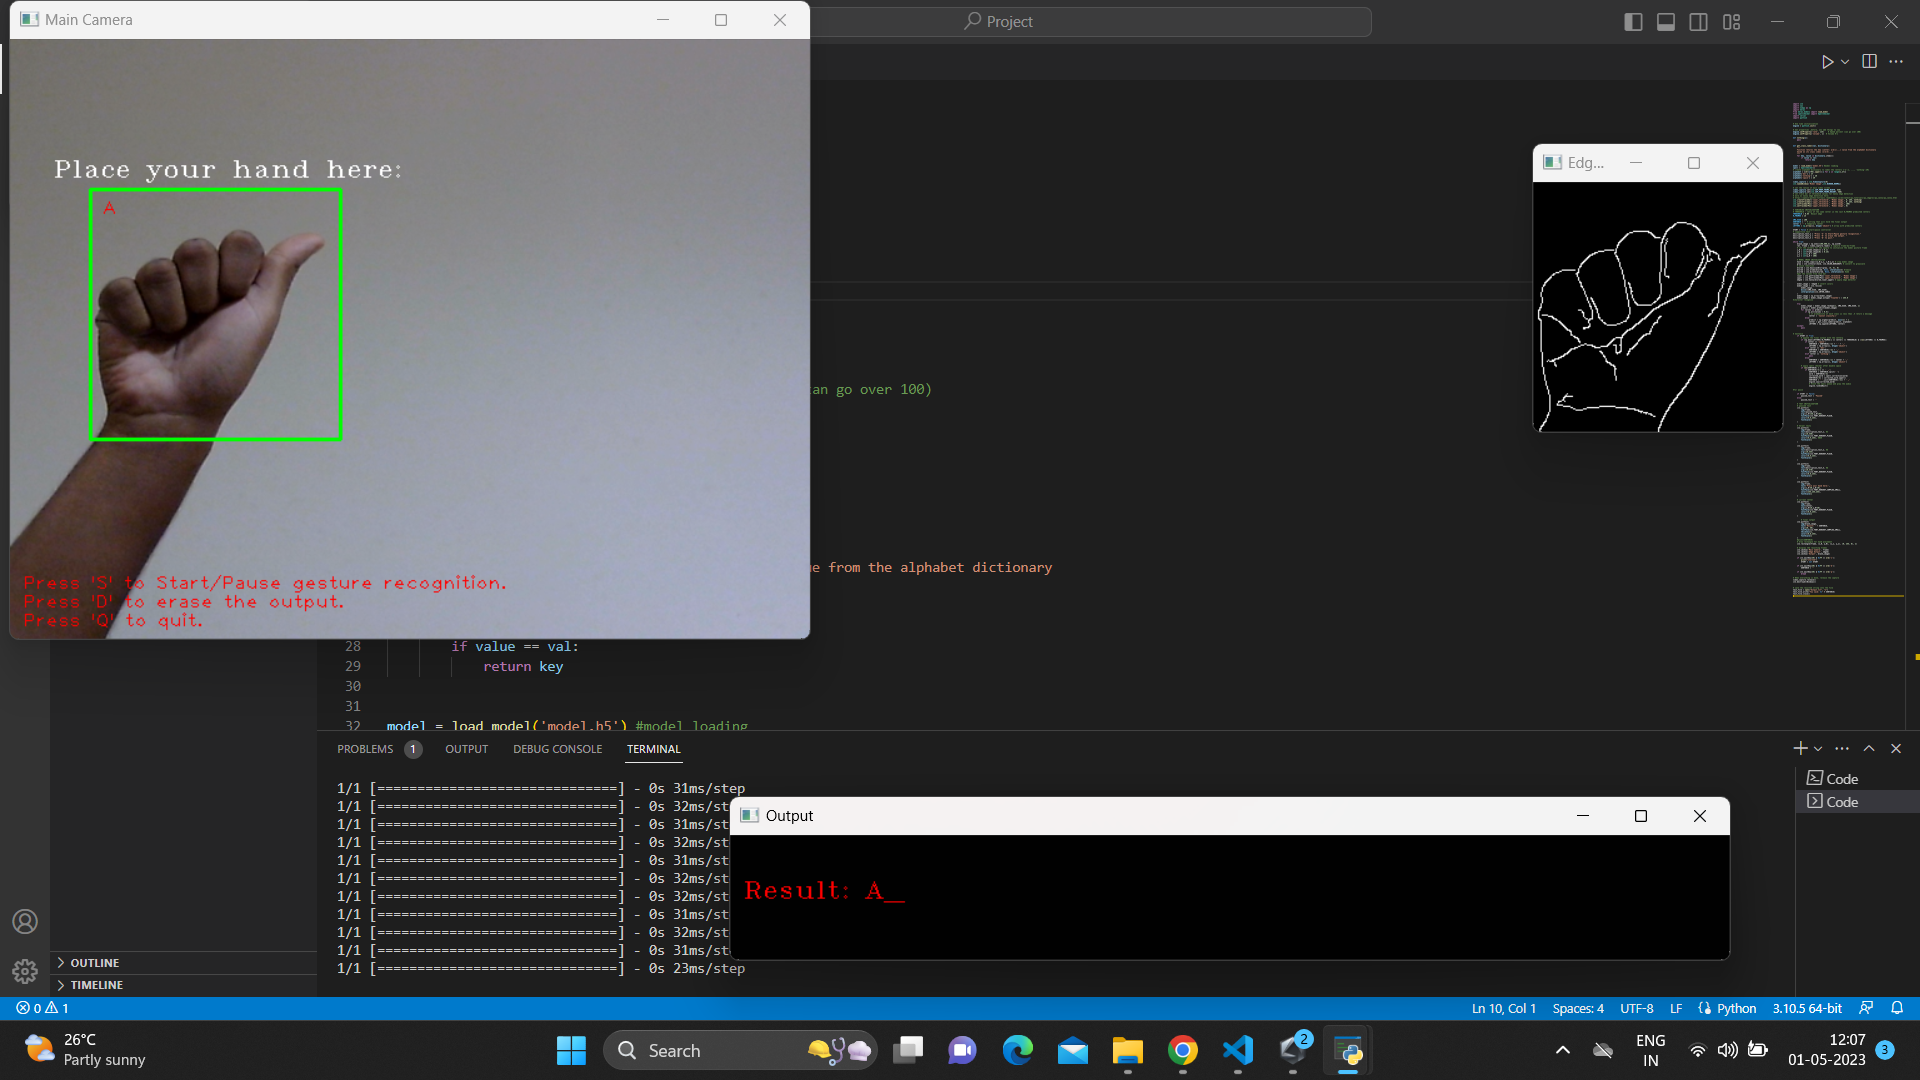 Main Camera
Project
Place your hand here:
A
Press 'S' to Start/Pause gesture recognition.
Press 'D' to erase the output.
Press 'Q' to quit.
Edg...
an go over 100)
e from the alphabet dictionary
28 if value == val:
29 return key
30
31
32 model = load_model('model.h5') #model loading
PROBLEMS 1 OUTPUT DEBUG CONSOLE TERMINAL
Code
Code
1/1 [==============================] - 0s 31ms/step
1/1 [==============================] - 0s 32ms/st
1/1 [==============================] - 0s 31ms/st
1/1 [==============================] - 0s 32ms/st
1/1 [==============================] - 0s 31ms/st
1/1 [==============================] - 0s 32ms/st
1/1 [==============================] - 0s 32ms/st
1/1 [==============================] - 0s 31ms/st
1/1 [==============================] - 0s 32ms/st
1/1 [==============================] - 0s 31ms/st
1/1 [==============================] - 0s 23ms/step
Output
Result: A_
OUTLINE
TIMELINE
0 1
Ln 10, Col 1 Spaces: 4 UTF-8 LF Python 3.10.5 64-bit
26°C
Partly sunny
Search
2
ENG
IN
12:07
01-05-2023
3